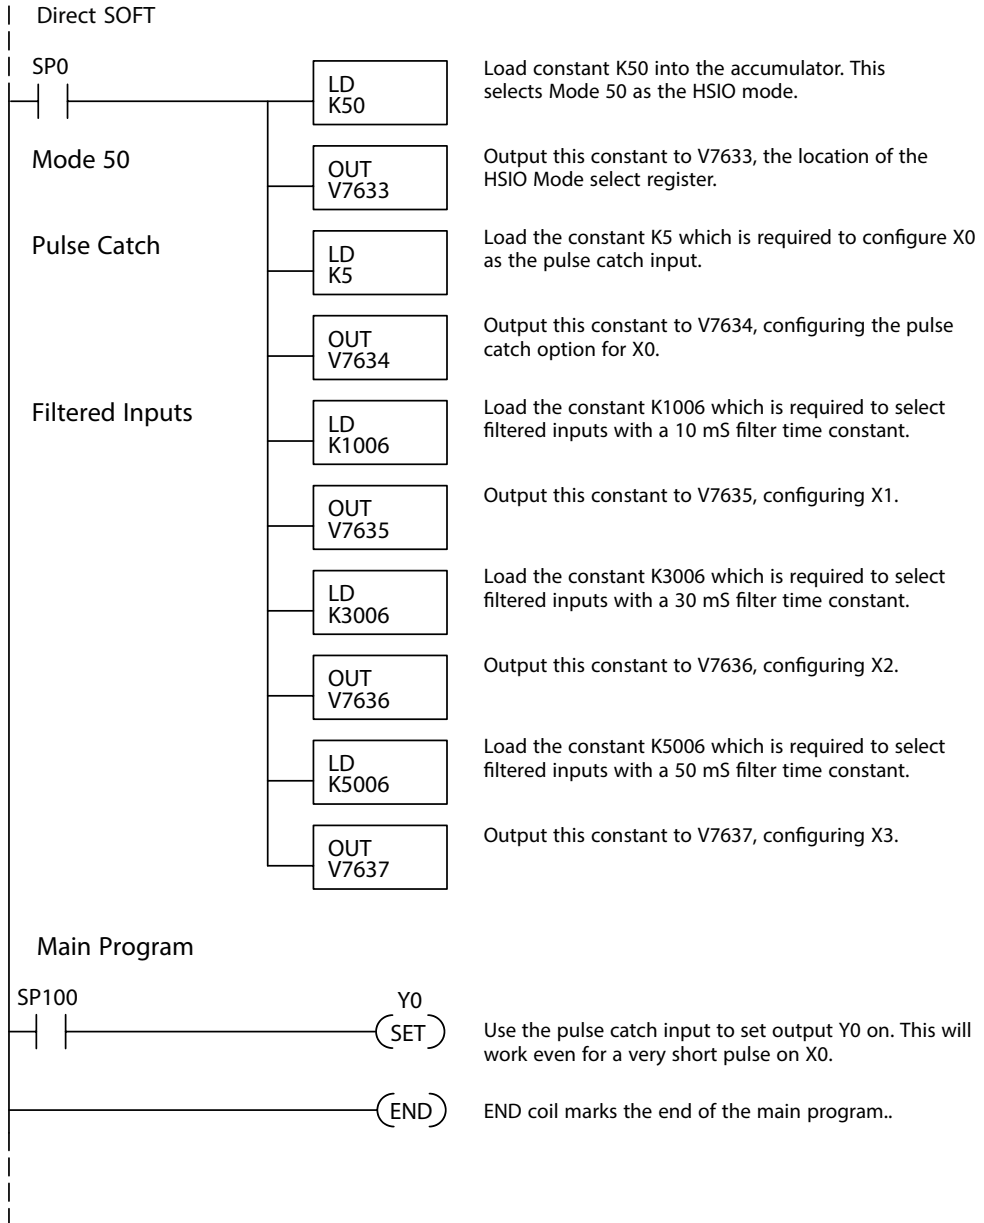 Direct SOFT
SP0
LD
K50
Load constant K50 into the accumulator. This
selects Mode 50 as the HSIO mode.
Mode 50
OUT
V7633
Output this constant to V7633, the location of the
HSIO Mode select register.
Pulse Catch
LD
K5
Load the constant K5 which is required to configure X0
as the pulse catch input.
OUT
V7634
Output this constant to V7634, configuring the pulse
catch option for X0.
Filtered Inputs
LD
K1006
Load the constant K1006 which is required to select
filtered inputs with a 10 mS filter time constant.
OUT
V7635
Output this constant to V7635, configuring X1.
LD
K3006
Load the constant K3006 which is required to select
filtered inputs with a 30 mS filter time constant.
OUT
V7636
Output this constant to V7636, configuring X2.
LD
K5006
Load the constant K5006 which is required to select
filtered inputs with a 50 mS filter time constant.
OUT
V7637
Output this constant to V7637, configuring X3.
Main Program
SP100
Y0
SET
Use the pulse catch input to set output Y0 on. This will
work even for a very short pulse on X0.
END
END coil marks the end of the main program..